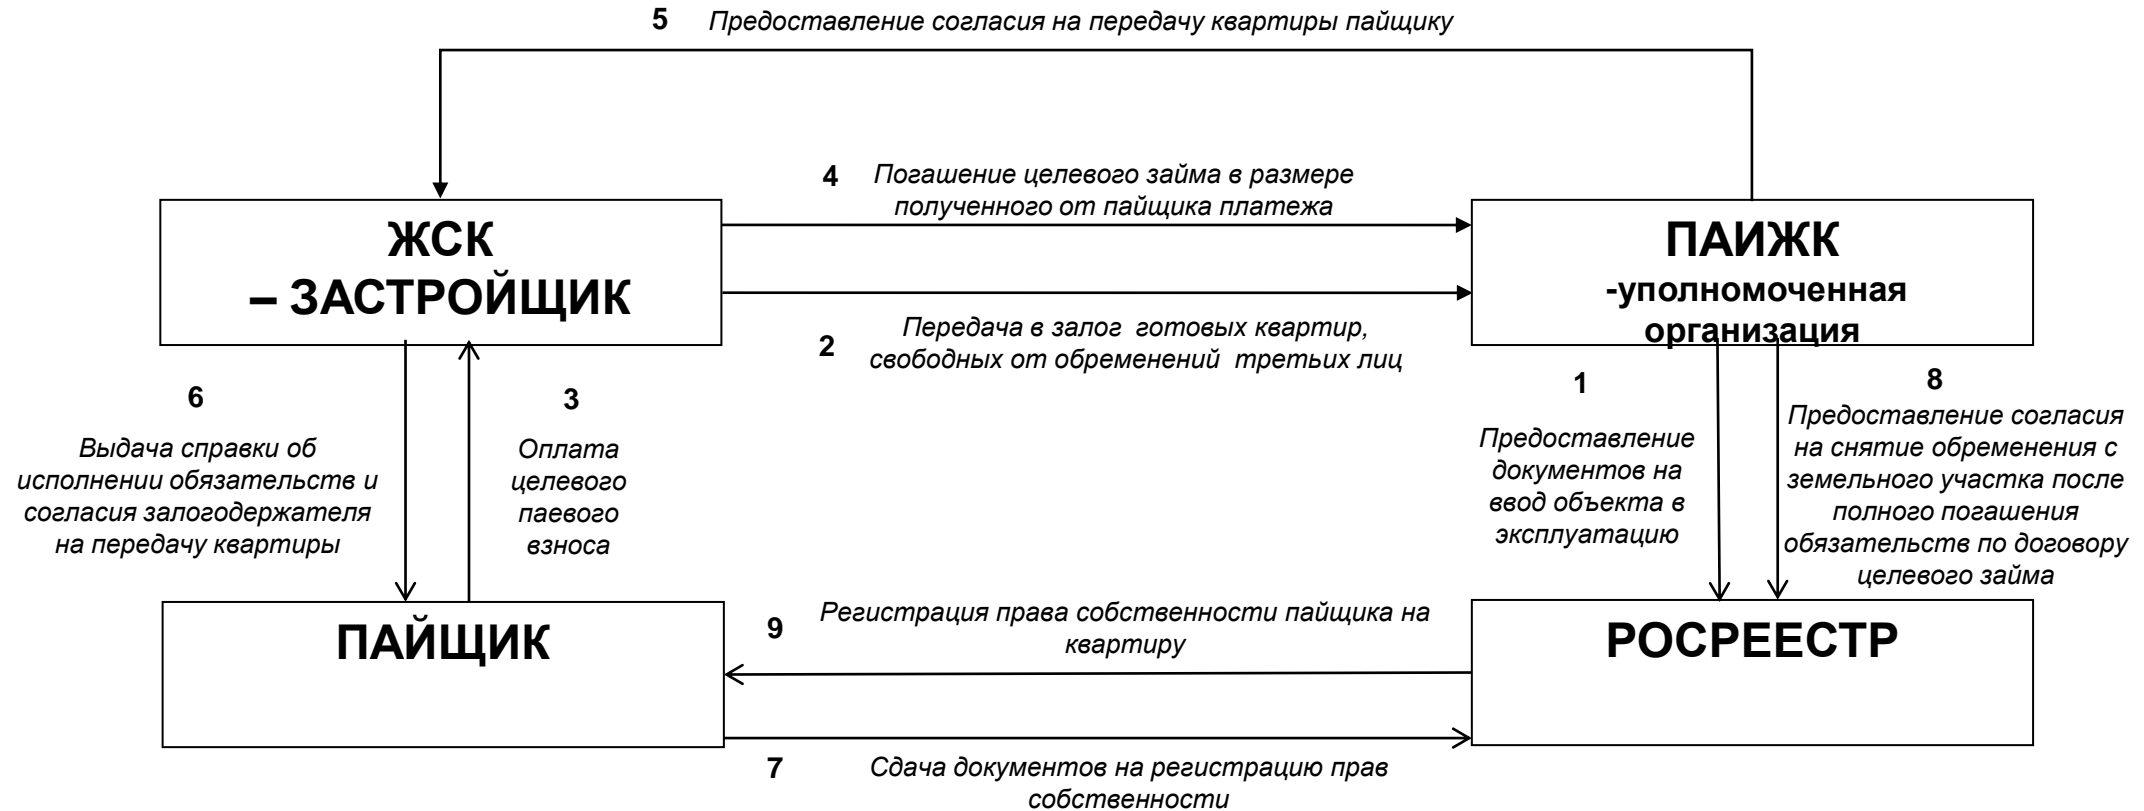 5 Предоставление согласия на передачу квартиры пайщику
4 Погашение целевого займа в размере
полученного от пайщика платежа
ЖСК
– ЗАСТРОЙЩИК
ПАИЖК
-уполномоченная
организация
2 Передача в залог готовых квартир,
свободных от обременений третьих лиц
6
Выдача справки об
исполнении обязательств и
согласия залогодержателя
на передачу квартиры
3
Оплата
целевого
паевого
взноса
1
Предоставление
документов на
ввод объекта в
эксплуатацию
8
Предоставление согласия
на снятие обременения с
земельного участка после
полного погашения
обязательств по договору
целевого займа
ПАЙЩИК
9 Регистрация права собственности пайщика на
квартиру
РОСРЕЕСТР
7 Сдача документов на регистрацию прав
собственности